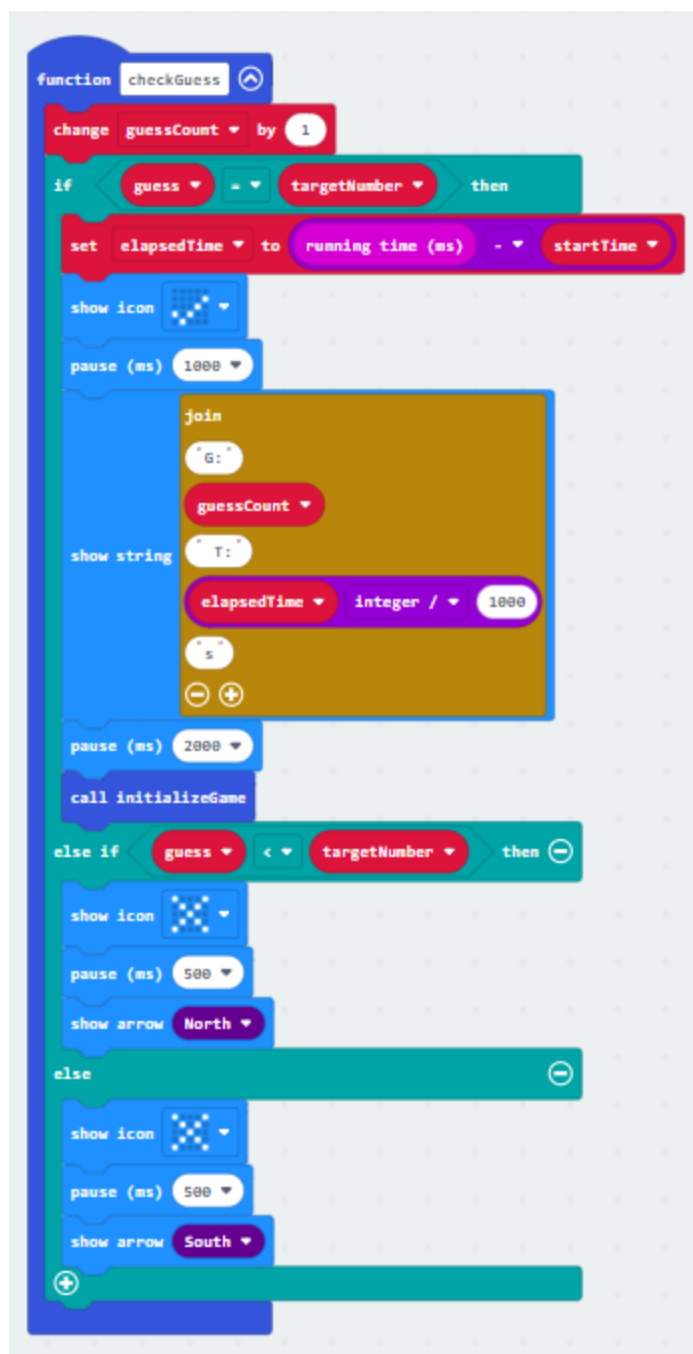 function checkGuess
change guessCount by 1
if guess = targetNumber then
set elapsedTime to running time (ms) - startTime
show icon
pause (ms) 1000
join
"G:"
guessCount
show string " T:"
elapsedTime integer / 1000
"s"
pause (ms) 2000
call initializeGame
else if guess < targetNumber then
show icon
pause (ms) 500
show arrow North
else
show icon
pause (ms) 500
show arrow South